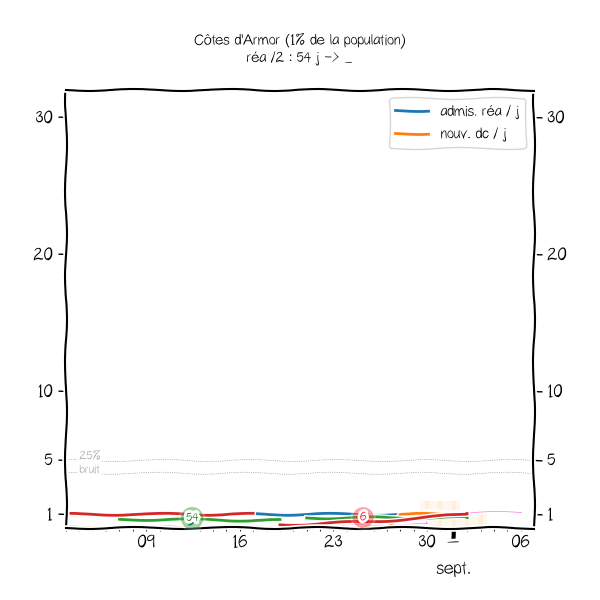 Côtes d'Armor (1% de la population)
réa /2 : 54 j -> _
admis. réa / j
nouv. dc / j
30 30
20 20
10 10
5 25% 5
bruit
1 54 6 1
09 16 23 30 06
sept.